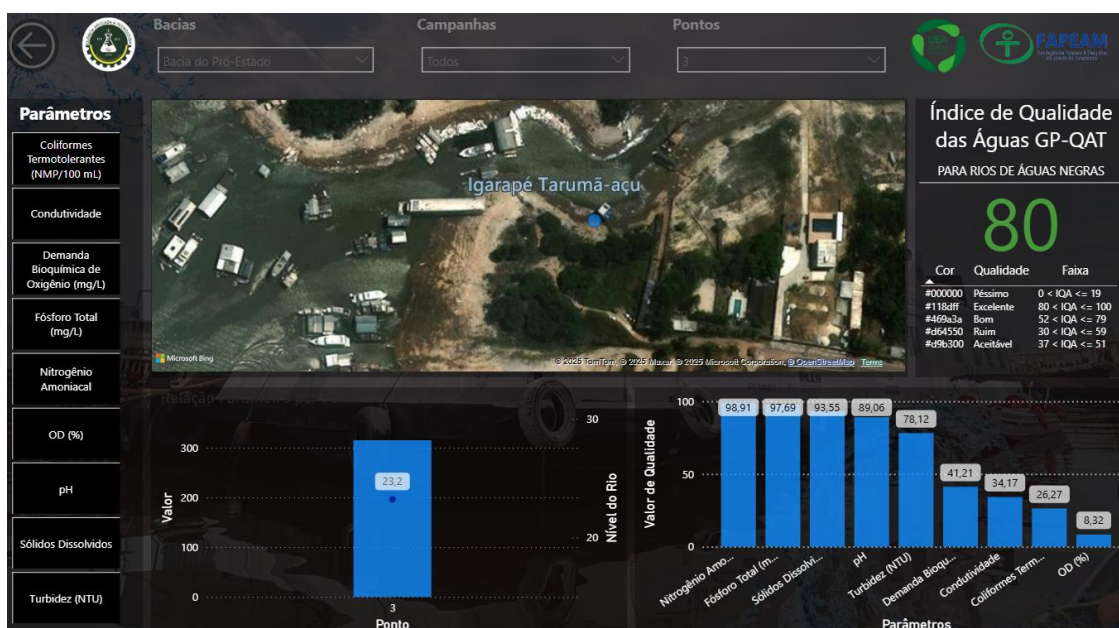 Bacias
Campanhas
Pontos
Bacia do Pró-Estado
Todos
3
UEA
FAPEAM
Parâmetros
Coliformes
Termotolerantes
(NMP/100 mL)
Condutividade
Demanda
Bioquímica de
Oxigênio (mg/L)
Fósforo Total
(mg/L)
Nitrogênio
Amoniacal
OD (%)
pH
Sólidos Dissolvidos
Turbidez (NTU)
Igarapé Tarumã-açu
Microsoft Bing
© 2025 TomTom, © 2025 Maxar, © 2025 Microsoft Corporation, © OpenStreetMap Terms
Índice de Qualidade
das Águas GP-QAT
PARA RIOS DE ÁGUAS NEGRAS
80
Cor Qualidade Faixa
#000000 Péssimo 0 < IQA <= 19
#118dff Excelente 80 < IQA <= 100
#469a3a Bom 52 < IQA <= 79
#d64550 Ruim 30 < IQA <= 59
#d9b300 Aceitável 37 < IQA <= 51
Relação
300
200
100
0
Valor
23,2
3
Ponto
30
20
Nível do Rio
Valor de Qualidade
100
50
0
98,91
97,69
93,55
89,06
78,12
41,21
34,17
26,27
8,32
Nitrogênio Amo...
Fósforo Total (m...
Sólidos Dissolvi...
pH
Turbidez (NTU)
Demanda Bioqu...
Condutividade
Coliformes Term...
OD (%)
Parâmetros